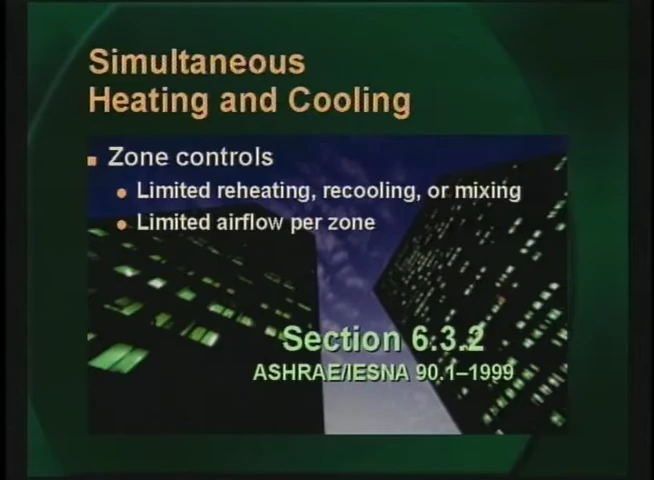 Simultaneous
Heating and Cooling
Zone controls
Limited reheating, recooling, or mixing
Limited airflow per zone
Section 6.3.2
ASHRAE/IESNA 90.1–1999